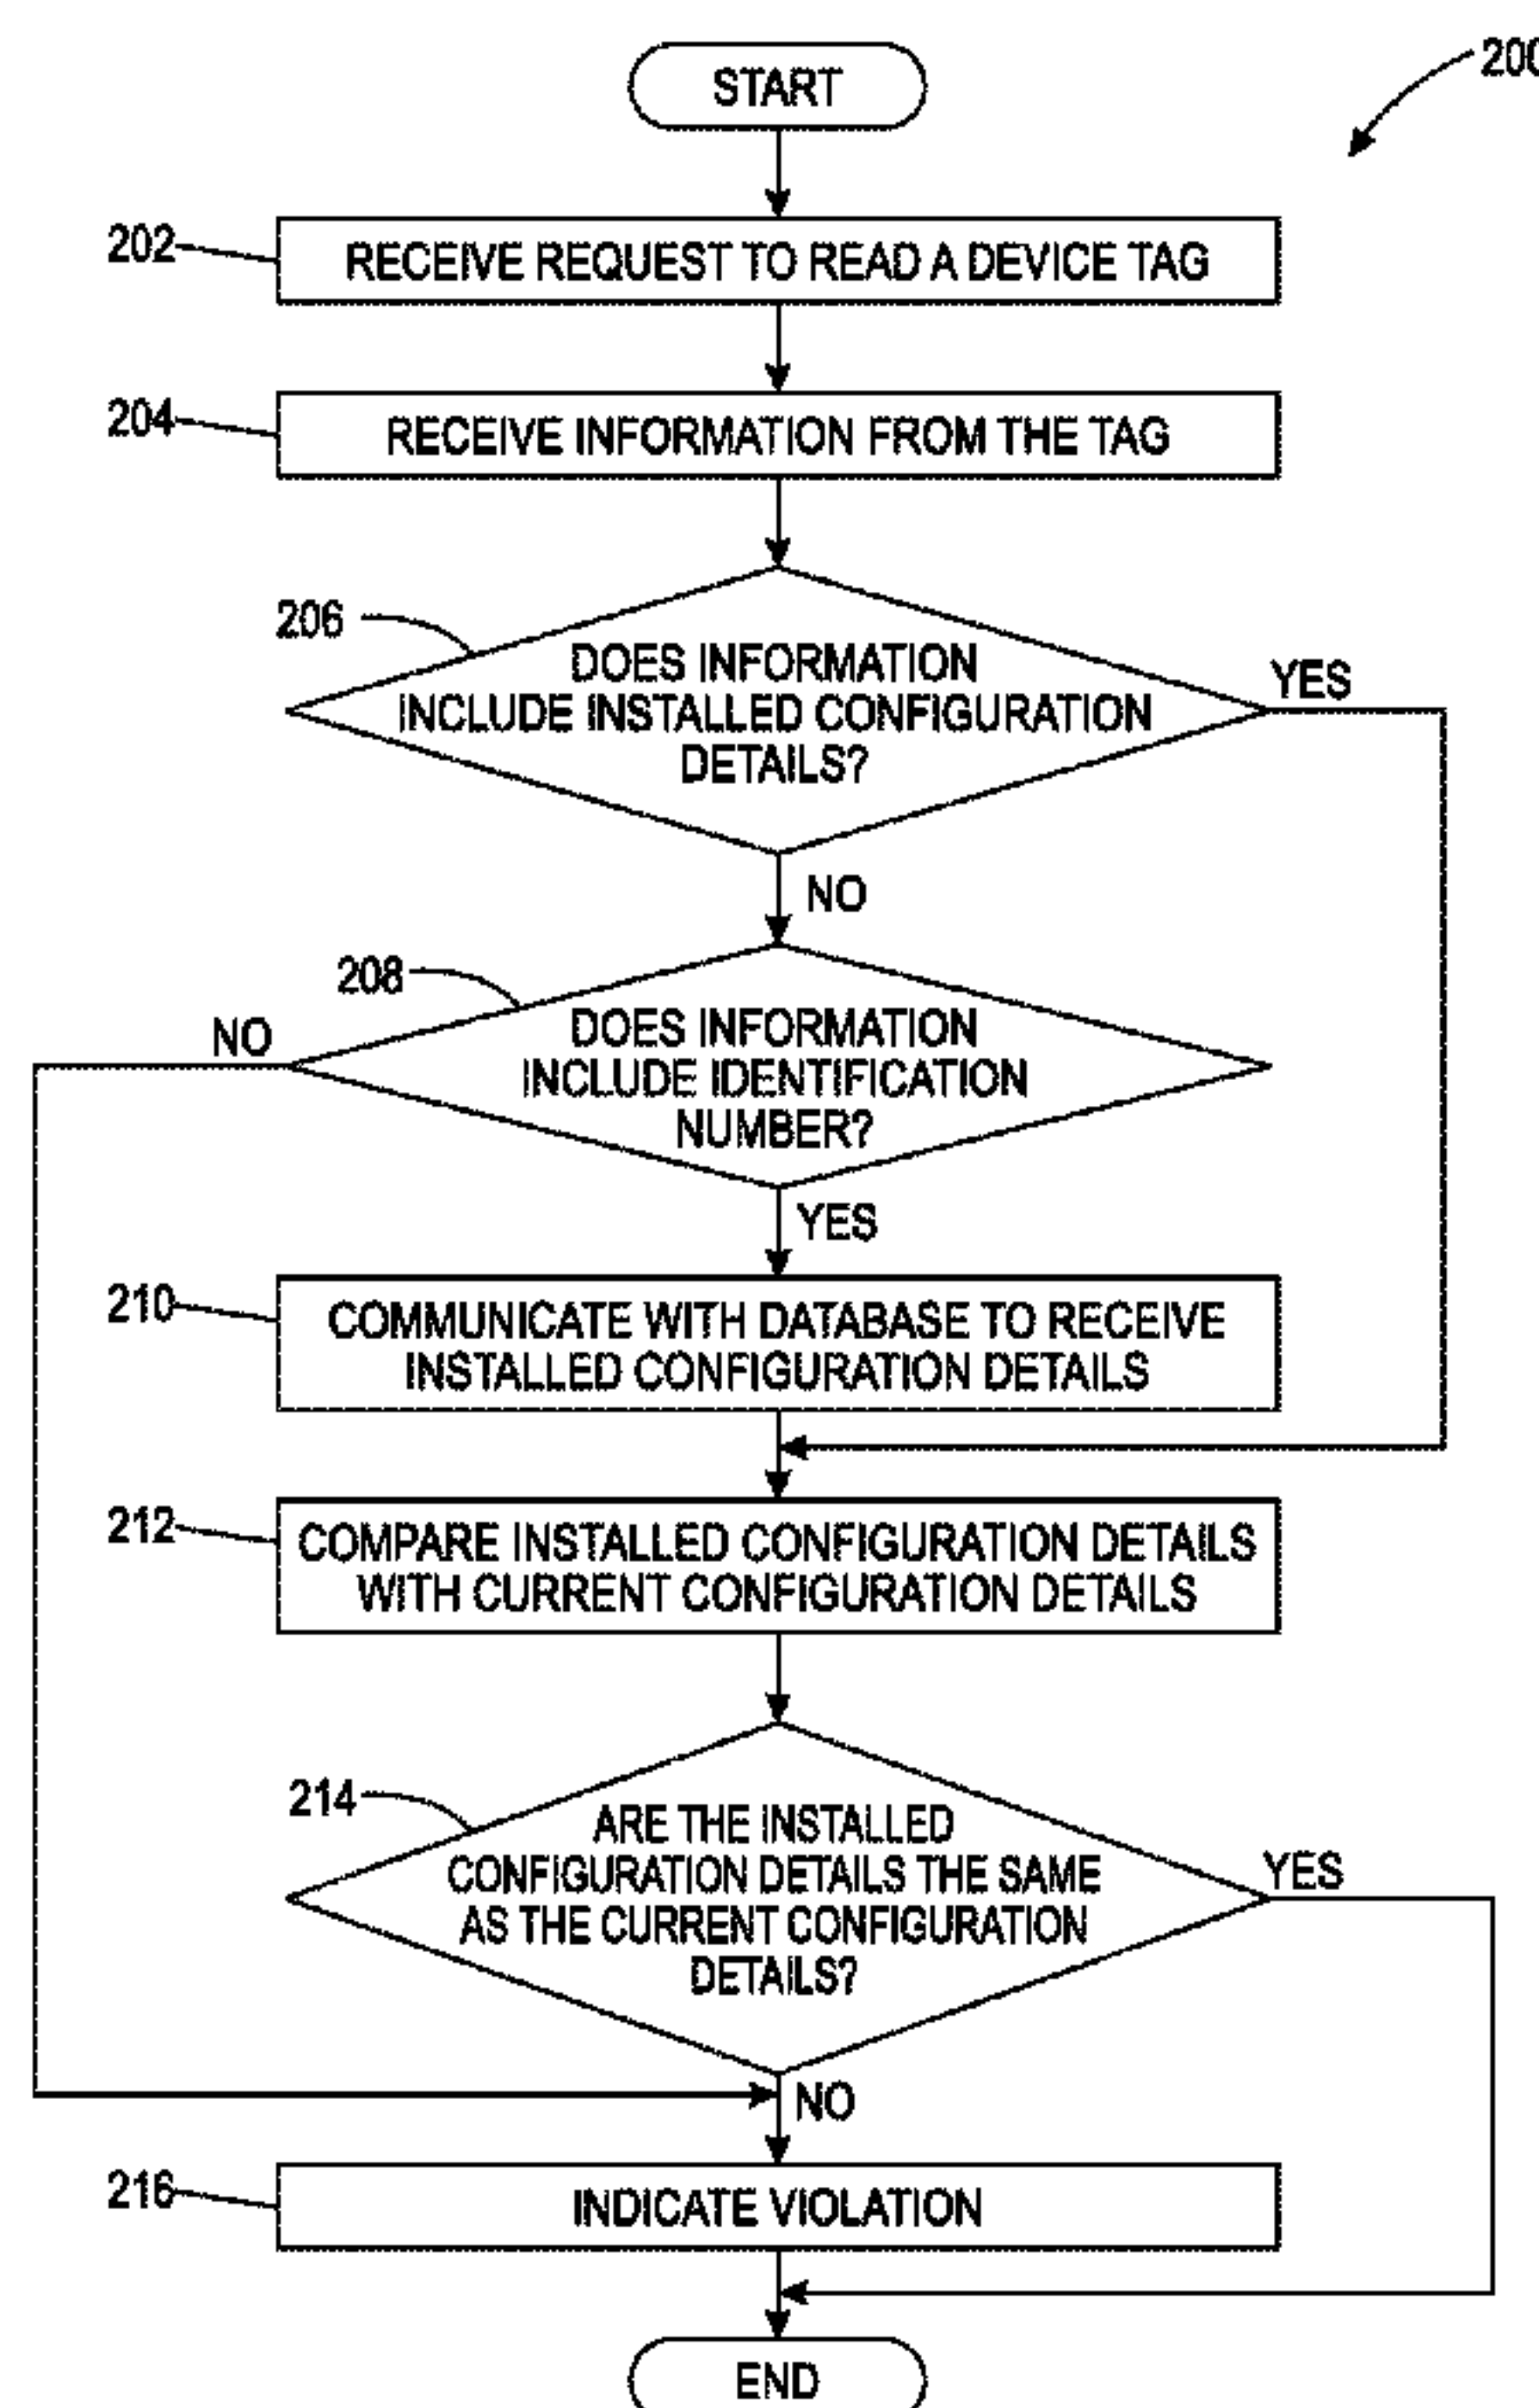 START
200
202
RECEIVE REQUEST TO READ A DEVICE TAG
204
RECEIVE INFORMATION FROM THE TAG
206
DOES INFORMATION
INCLUDE INSTALLED CONFIGURATION
DETAILS?
YES
NO
208
NO
DOES INFORMATION
INCLUDE IDENTIFICATION
NUMBER?
YES
210
COMMUNICATE WITH DATABASE TO RECEIVE
INSTALLED CONFIGURATION DETAILS
212
COMPARE INSTALLED CONFIGURATION DETAILS
WITH CURRENT CONFIGURATION DETAILS
214
ARE THE INSTALLED
CONFIGURATION DETAILS THE SAME
AS THE CURRENT CONFIGURATION
DETAILS?
YES
NO
216
INDICATE VIOLATION
END